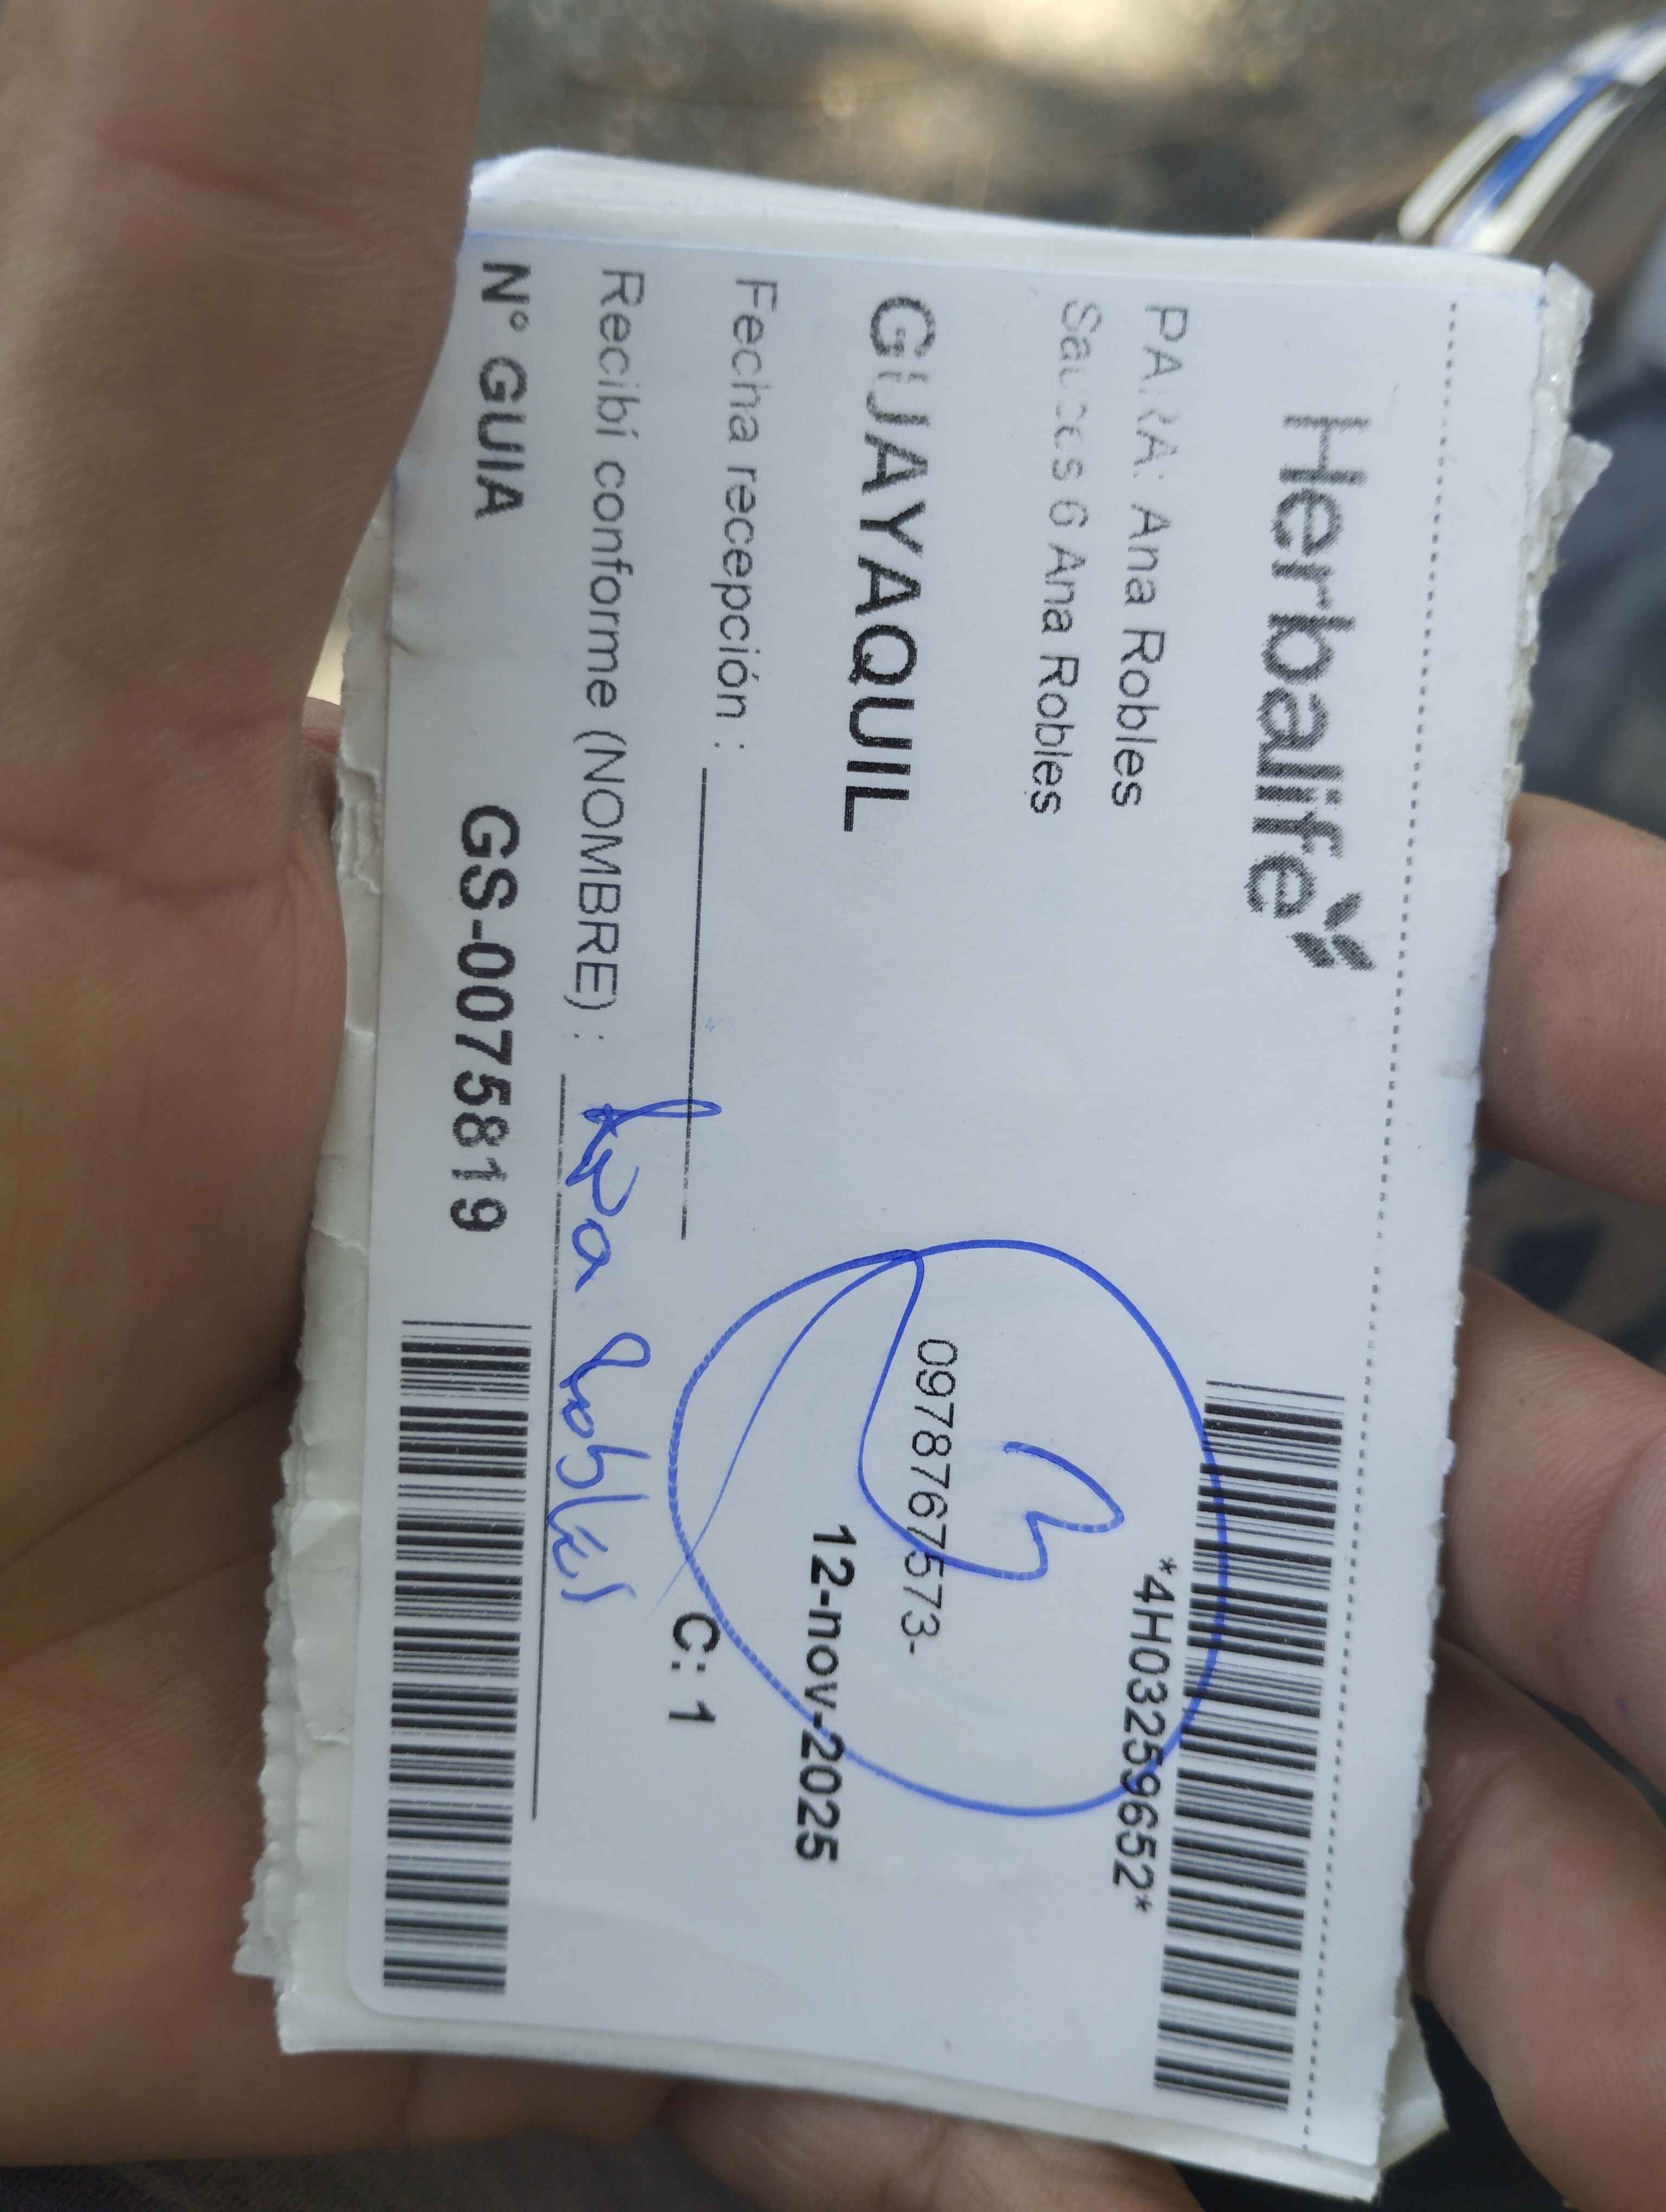 Herbalife
*4H03259652*
PARA: Ana Robles
Sauces 6 Ana Robles
0978767573-
GUAYAQUIL
12-nov-2025
Fecha recepción :
C: 1
Recibí conforme (NOMBRE) : Ana Robles
N° GUIA GS-0075819